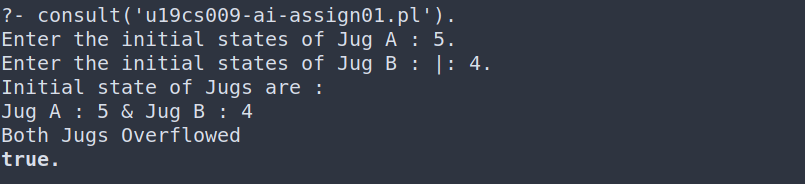 ?- consult('u19cs009-ai-assign01.pl').
Enter the initial states of Jug A : 5.
Enter the initial states of Jug B : |: 4.
Initial state of Jugs are :
Jug A : 5 & Jug B : 4
Both Jugs Overflowed
true.